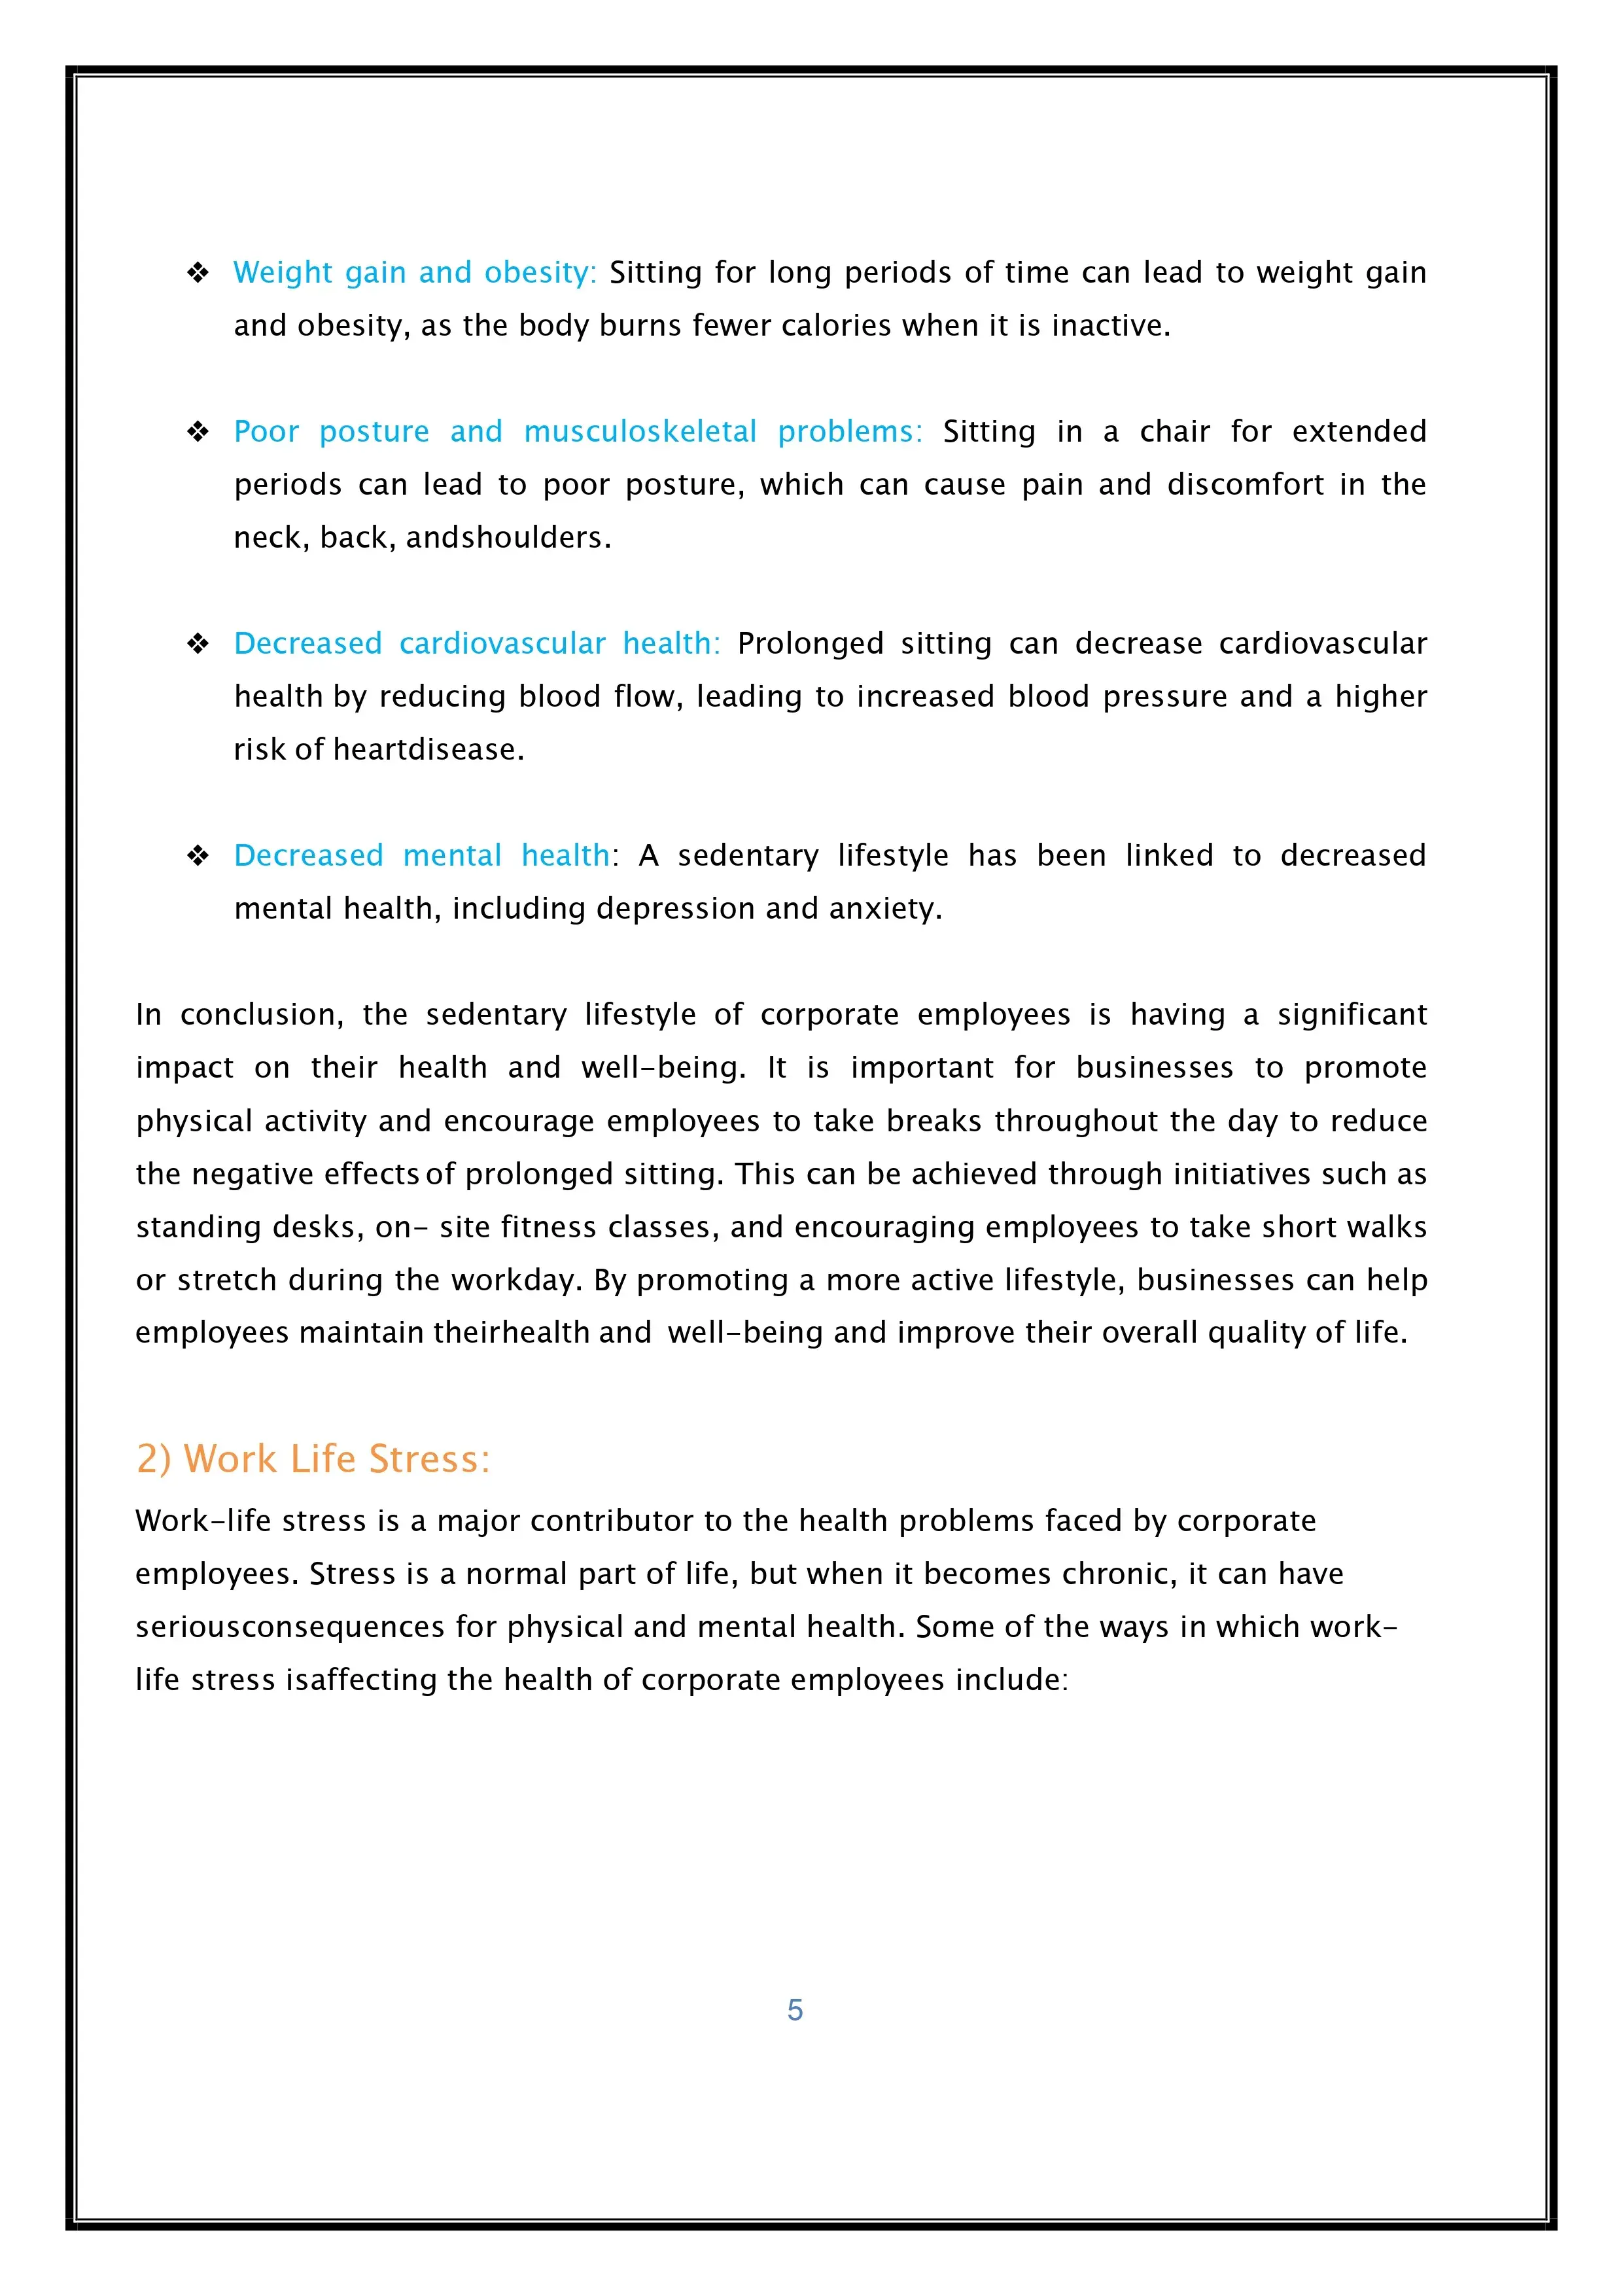 ❖ Weight gain and obesity: Sitting for long periods of time can lead to weight gain
and obesity, as the body burns fewer calories when it is inactive.
❖ Poor posture and musculoskeletal problems: Sitting in a chair for extended
periods can lead to poor posture, which can cause pain and discomfort in the
neck, back, andshoulders.
❖ Decreased cardiovascular health: Prolonged sitting can decrease cardiovascular
health by reducing blood flow, leading to increased blood pressure and a higher
risk of heartdisease.
❖ Decreased mental health: A sedentary lifestyle has been linked to decreased
mental health, including depression and anxiety.
In conclusion, the sedentary lifestyle of corporate employees is having a significant
impact on their health and well-being. It is important for businesses to promote
physical activity and encourage employees to take breaks throughout the day to reduce
the negative effects of prolonged sitting. This can be achieved through initiatives such as
standing desks, on- site fitness classes, and encouraging employees to take short walks
or stretch during the workday. By promoting a more active lifestyle, businesses can help
employees maintain theirhealth and well-being and improve their overall quality of life.
2) Work Life Stress:
Work-life stress is a major contributor to the health problems faced by corporate
employees. Stress is a normal part of life, but when it becomes chronic, it can have
seriousconsequences for physical and mental health. Some of the ways in which work-
life stress isaffecting the health of corporate employees include:
5